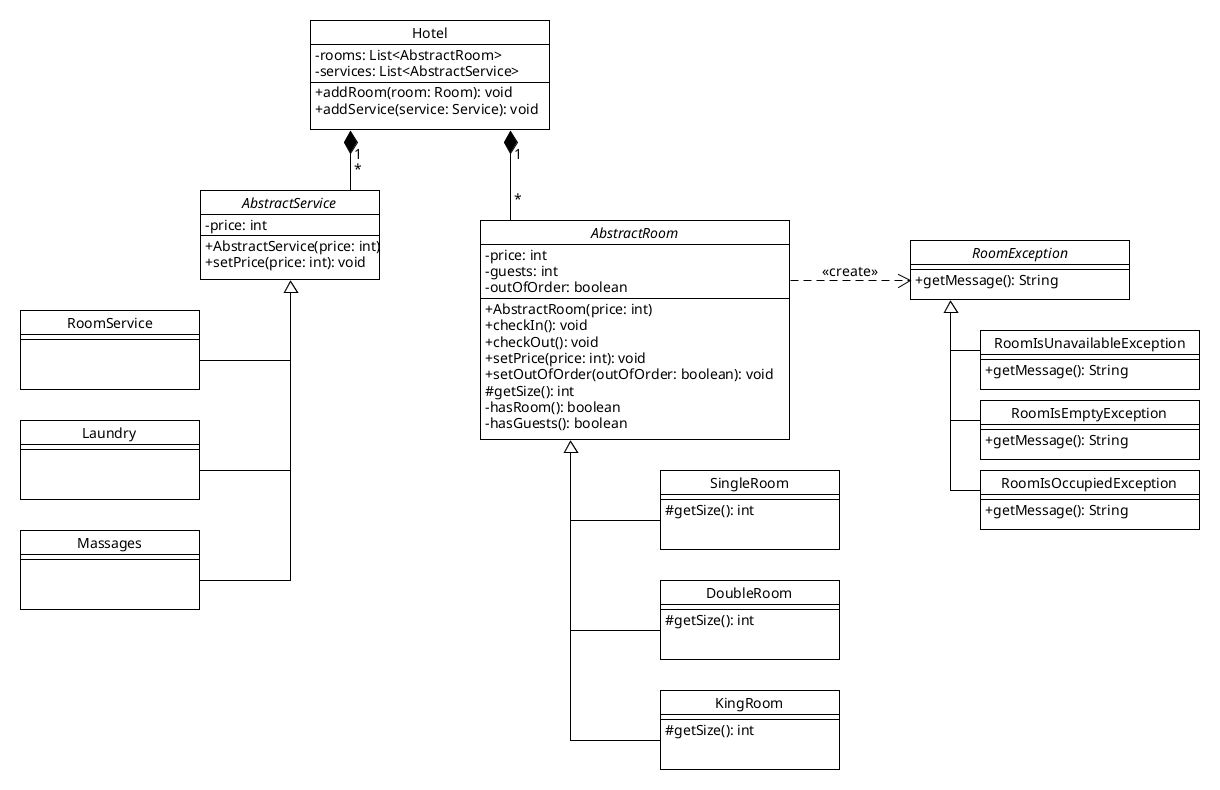 Hotel
-rooms: List<AbstractRoom>
-services: List<AbstractService>
+addRoom(room: Room): void
+addService(service: Service): void
1
*
1
*
AbstractService
-price: int
+AbstractService(price: int)
+setPrice(price: int): void
AbstractRoom
-price: int
-guests: int
-outOfOrder: boolean
+AbstractRoom(price: int)
+checkIn(): void
+checkOut(): void
+setPrice(price: int): void
+setOutOfOrder(outOfOrder: boolean): void
#getSize(): int
-hasRoom(): boolean
-hasGuests(): boolean
«create»
RoomException
+getMessage(): String
RoomIsUnavailableException
+getMessage(): String
RoomIsEmptyException
+getMessage(): String
RoomIsOccupiedException
+getMessage(): String
RoomService
Laundry
Massages
SingleRoom
#getSize(): int
DoubleRoom
#getSize(): int
KingRoom
#getSize(): int